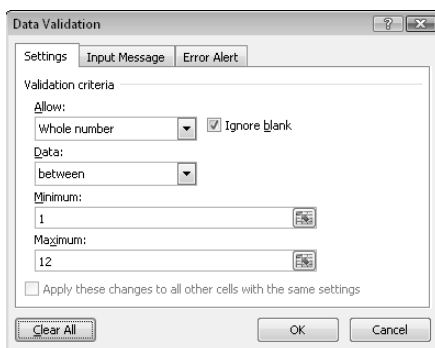 Data Validation
Settings Input Message Error Alert
Validation criteria
Allow:
Whole number Ignore blank
Data:
between
Minimum:
1
Maximum:
12
Apply these changes to all other cells with the same settings
Clear All OK Cancel